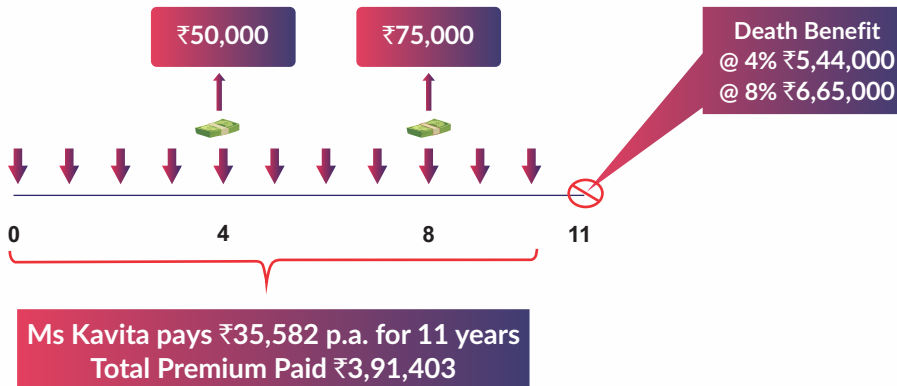 ₹50,000
₹75,000
Death Benefit
@ 4% ₹5,44,000
@ 8% ₹6,65,000
0
4
8
11
Ms Kavita pays ₹35,582 p.a. for 11 years
Total Premium Paid ₹3,91,403